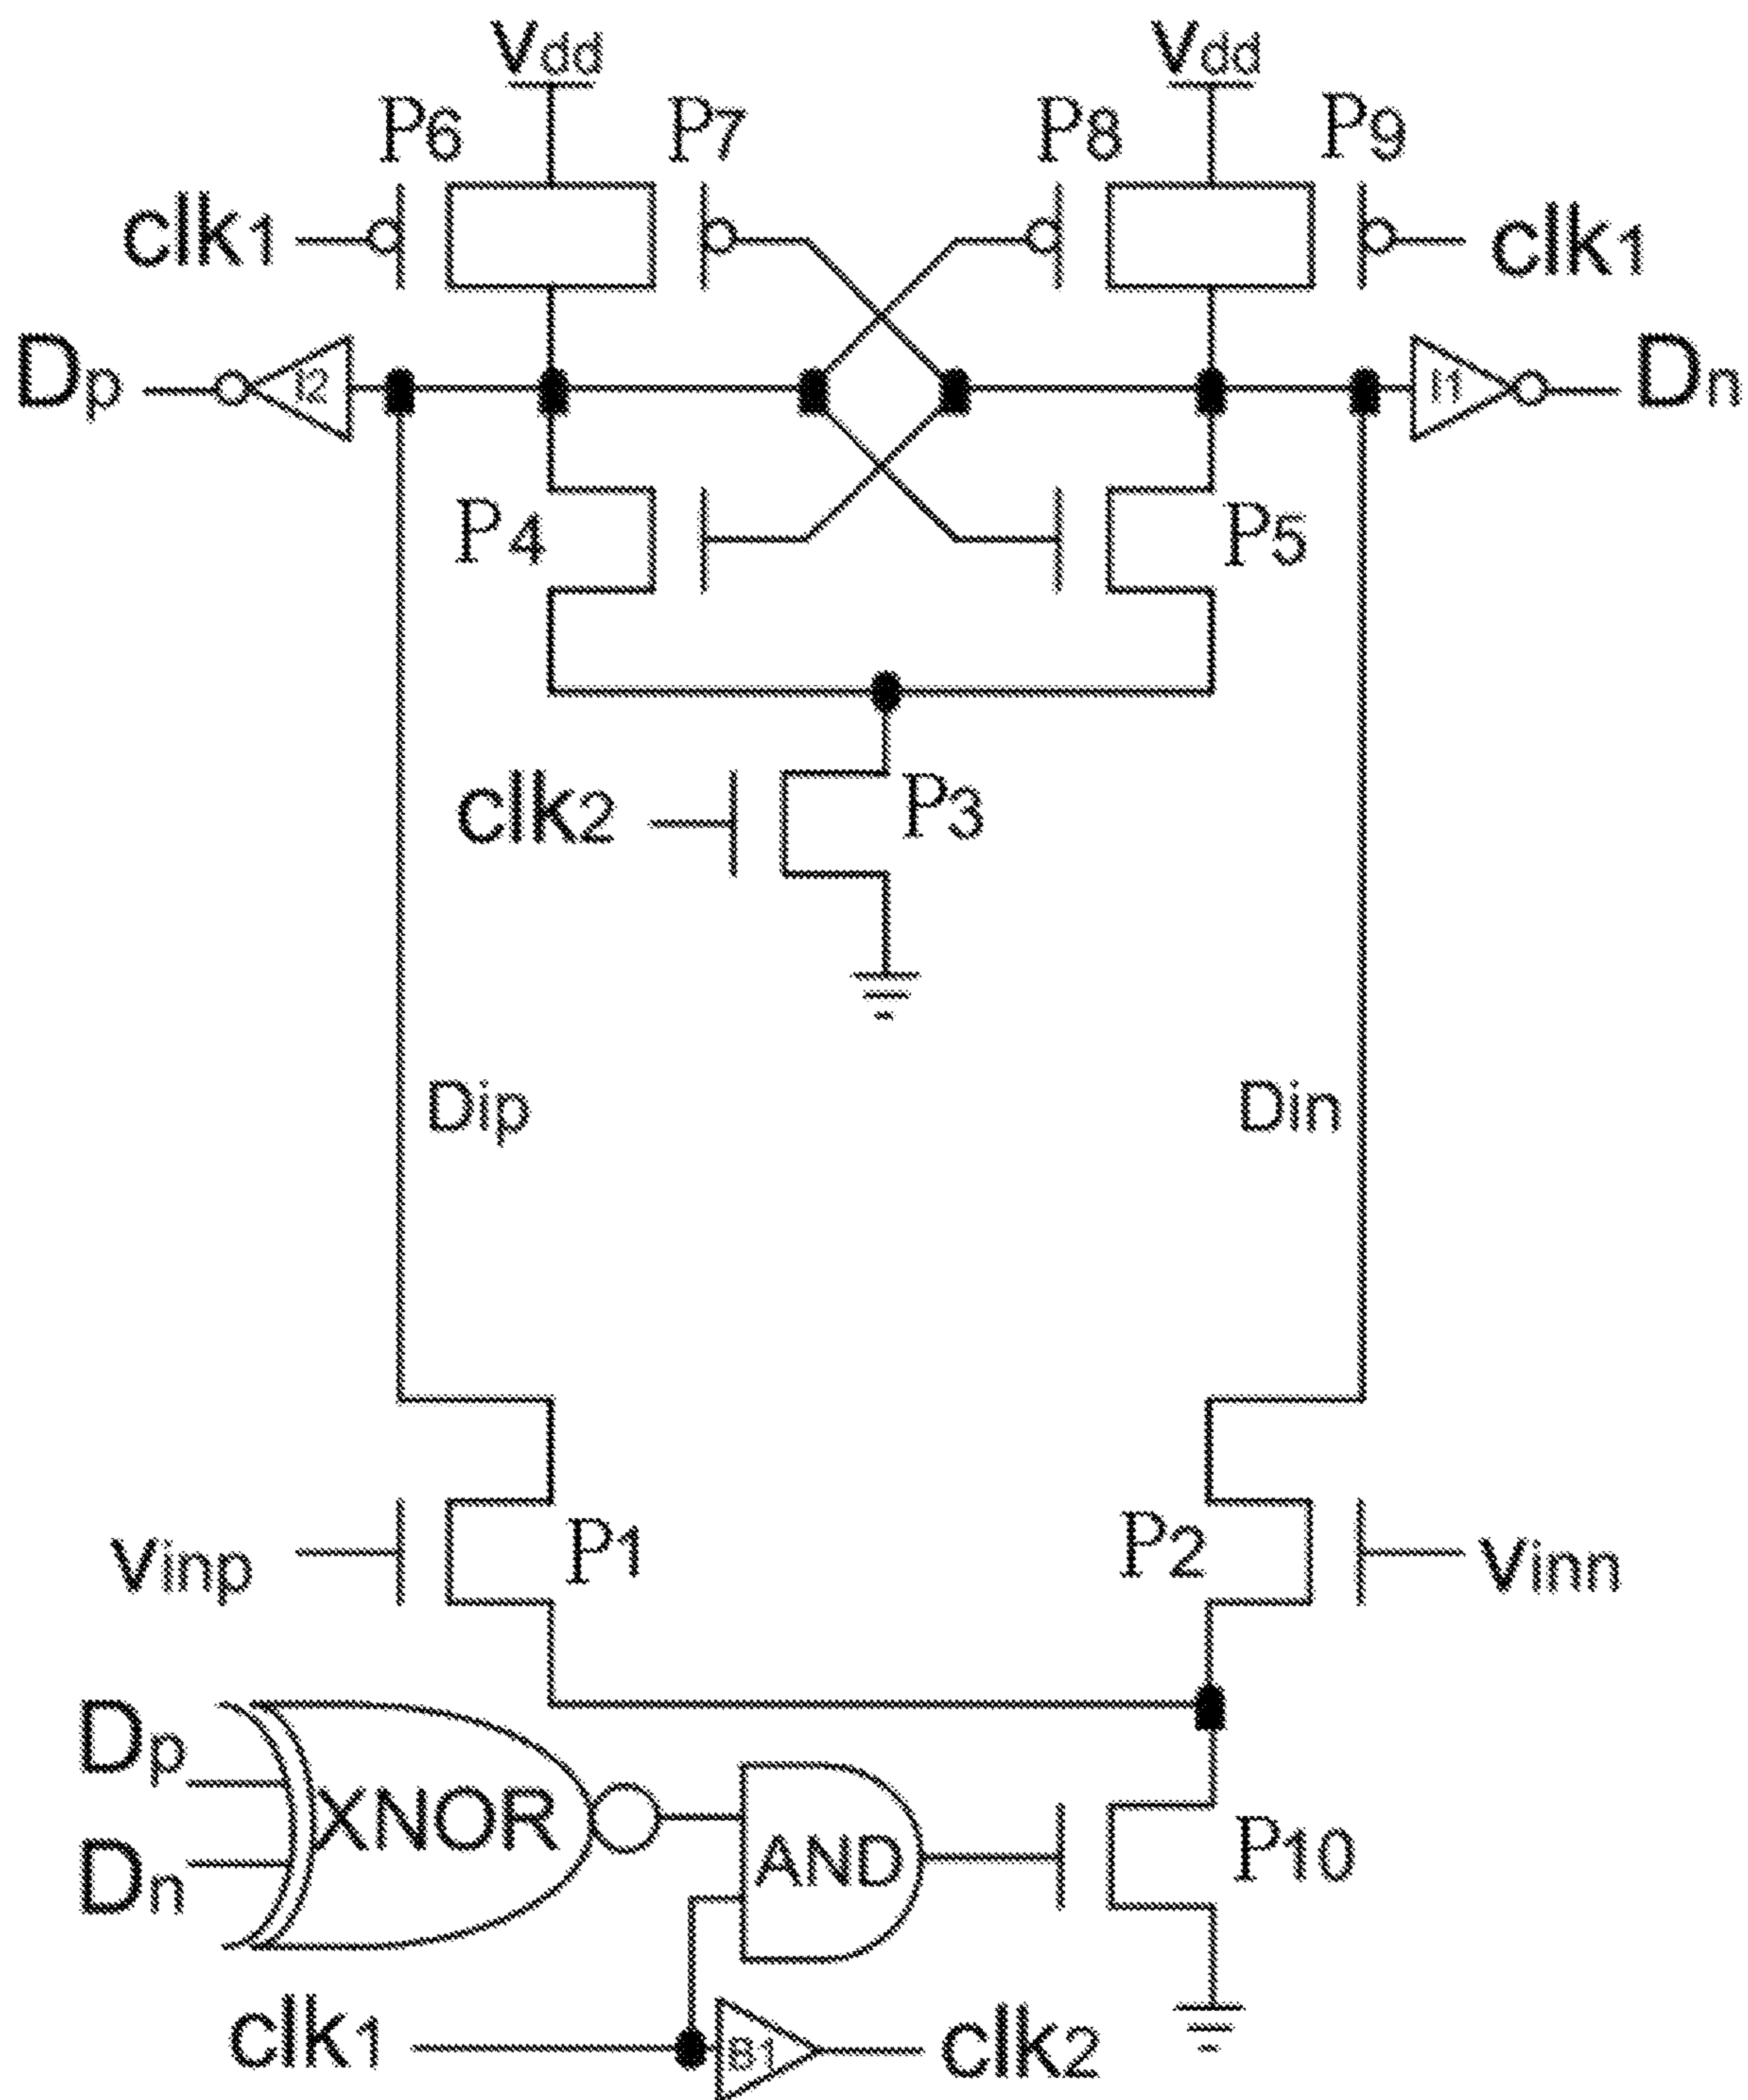 Vdd Vdd
P6 P7 P8 P9
clk1 clk1
Dp I2 I1 Dn
P4 P5
clk2 P3
Dip Din
Vinp P1 P2 Vinn
Dp
XNOR
Dn
AND
P10
clk1 B1 clk2